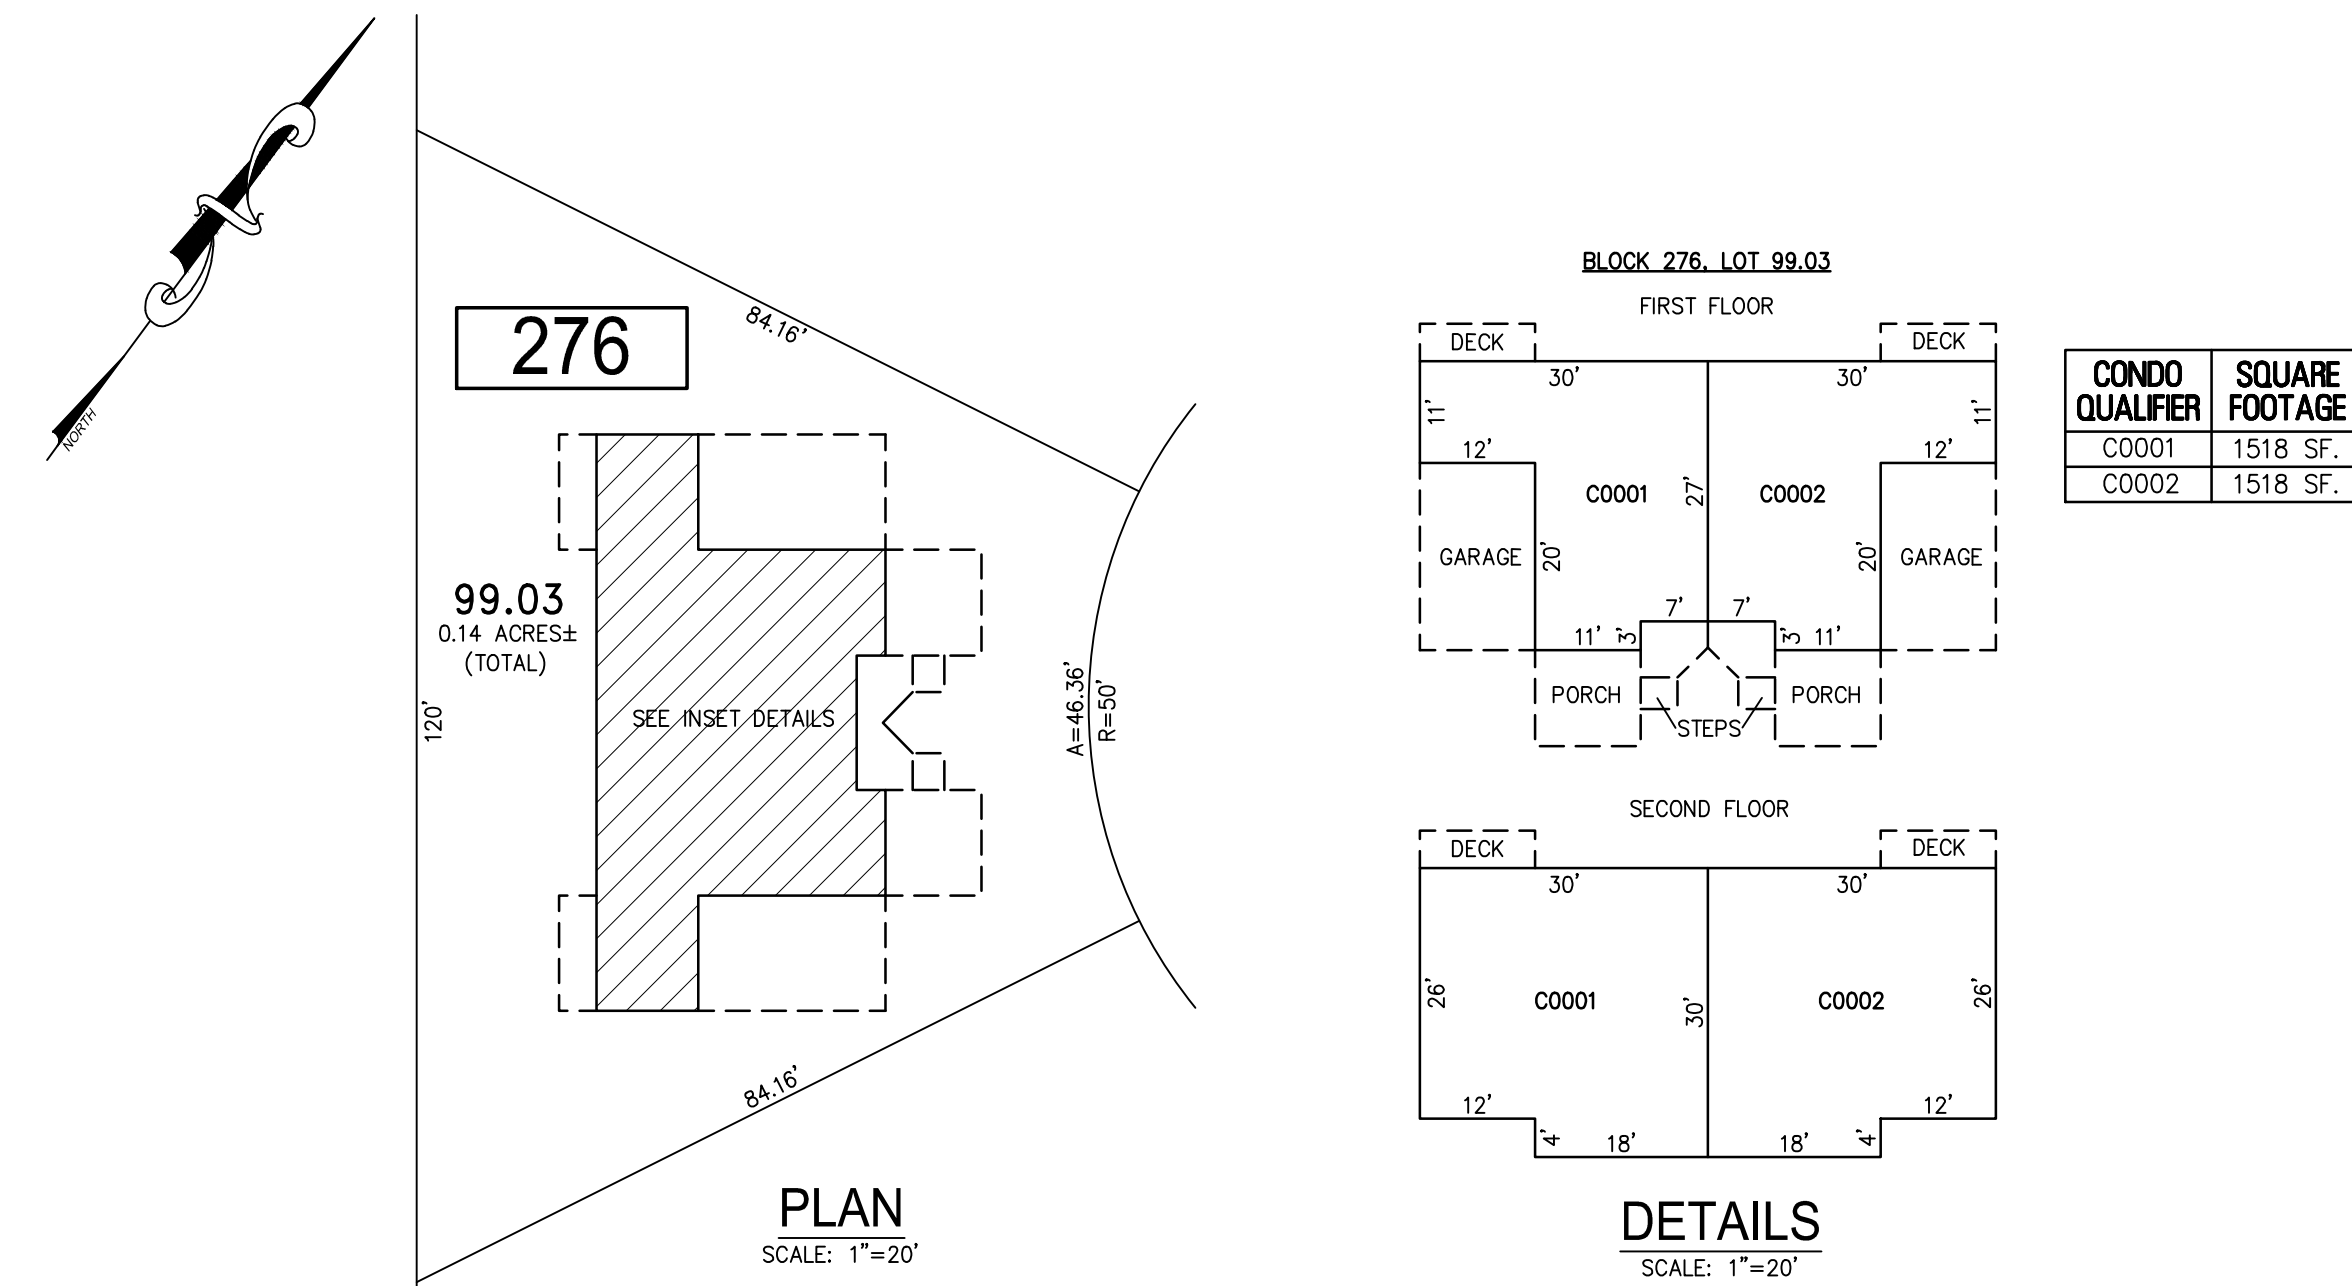 NORTH
276
84.16'
99.03
0.14 ACRES±
(TOTAL)
120'
SEE INSET DETAILS
A=46.36'
R=50'
84.16'
PLAN
SCALE: 1"=20'
BLOCK 276, LOT 99.03
FIRST FLOOR
DECK DECK
30' 30'
11' 11'
12' 12'
C0001 27' C0002
GARAGE 20' 20' GARAGE
7' 7'
11' 3' 3' 11'
PORCH PORCH
STEPS
SECOND FLOOR
DECK DECK
30' 30'
26' C0001 30' C0002 26'
12' 12'
4' 18' 18' 4'
DETAILS
SCALE: 1"=20'
CONDO QUALIFIER SQUARE FOOTAGE
C0001 1518 SF.
C0002 1518 SF.